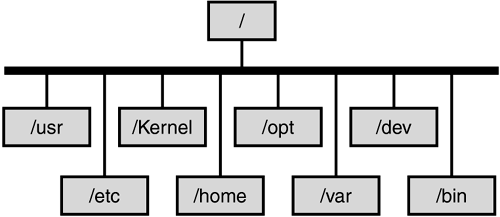 /
/usr
/Kernel
/opt
/dev
/etc
/home
/var
/bin